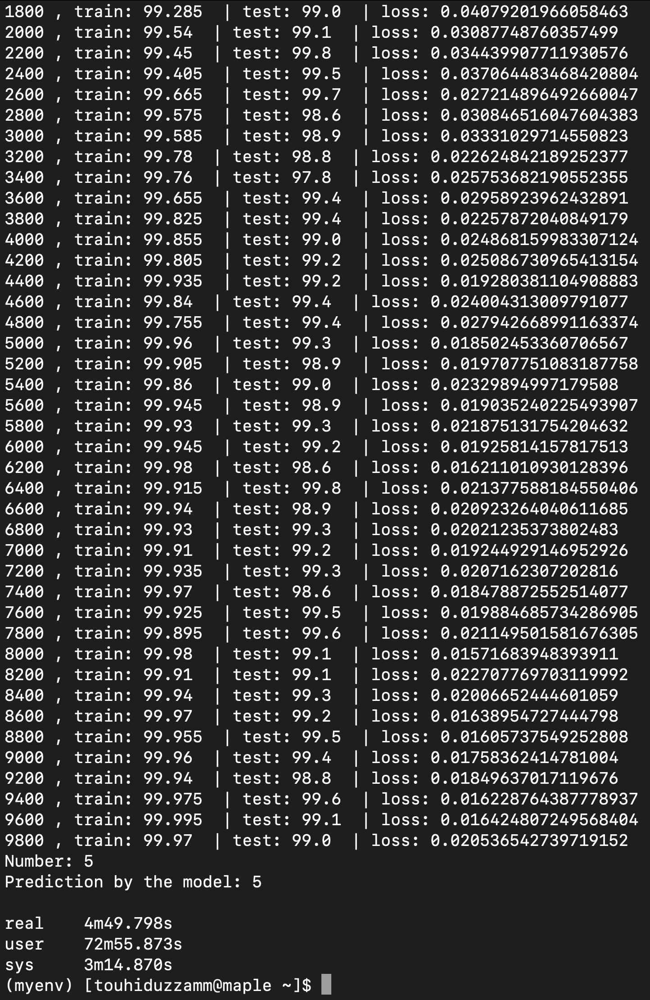 1800 , train: 99.285  | test: 99.0  | loss: 0.04079201966058463
2000 , train: 99.54  | test: 99.1  | loss: 0.03087748760357499
2200 , train: 99.45  | test: 99.8  | loss: 0.034439907711930576
2400 , train: 99.405  | test: 99.5  | loss: 0.037064483468420804
2600 , train: 99.665  | test: 99.7  | loss: 0.027214896492660047
2800 , train: 99.575  | test: 98.6  | loss: 0.030846516047604383
3000 , train: 99.585  | test: 98.9  | loss: 0.03331029714550823
3200 , train: 99.78  | test: 98.8  | loss: 0.022624842189252377
3400 , train: 99.76  | test: 97.8  | loss: 0.025753682190552355
3600 , train: 99.655  | test: 99.4  | loss: 0.02958923962432891
3800 , train: 99.825  | test: 99.4  | loss: 0.02257872040849179
4000 , train: 99.855  | test: 99.0  | loss: 0.024868159983307124
4200 , train: 99.805  | test: 99.2  | loss: 0.025086730965413154
4400 , train: 99.935  | test: 99.2  | loss: 0.019280381104908883
4600 , train: 99.84  | test: 99.4  | loss: 0.024004313009791077
4800 , train: 99.755  | test: 99.4  | loss: 0.027942668991163374
5000 , train: 99.96  | test: 99.3  | loss: 0.0185024533360706567
5200 , train: 99.905  | test: 98.9  | loss: 0.019707751083187758
5400 , train: 99.86  | test: 99.0  | loss: 0.02329894997179508
5600 , train: 99.945  | test: 98.9  | loss: 0.019035240225493907
5800 , train: 99.93  | test: 99.3  | loss: 0.021875131754204632
6000 , train: 99.945  | test: 99.2  | loss: 0.01925814157817513
6200 , train: 99.98  | test: 98.6  | loss: 0.016211010930128396
6400 , train: 99.915  | test: 99.8  | loss: 0.021377588184550406
6600 , train: 99.94  | test: 98.9  | loss: 0.020923264040611685
6800 , train: 99.93  | test: 99.3  | loss: 0.02021235373802483
7000 , train: 99.91  | test: 99.2  | loss: 0.019244929146952926
7200 , train: 99.935  | test: 99.3  | loss: 0.0207162307202816
7400 , train: 99.97  | test: 98.6  | loss: 0.018478872552514077
7600 , train: 99.925  | test: 99.5  | loss: 0.019884685734286905
7800 , train: 99.895  | test: 99.6  | loss: 0.021149501581676305
8000 , train: 99.98  | test: 99.1  | loss: 0.01571683948393911
8200 , train: 99.91  | test: 99.1  | loss: 0.022707769703119992
8400 , train: 99.94  | test: 99.3  | loss: 0.02006652444601059
8600 , train: 99.97  | test: 99.2  | loss: 0.01638954727444798
8800 , train: 99.955  | test: 99.5  | loss: 0.01605737549252808
9000 , train: 99.96  | test: 99.4  | loss: 0.01758362414781004
9200 , train: 99.94  | test: 98.8  | loss: 0.01849637017119676
9400 , train: 99.975  | test: 99.6  | loss: 0.016228764387778937
9600 , train: 99.995  | test: 99.1  | loss: 0.016424807249568404
9800 , train: 99.97  | test: 99.0  | loss: 0.020536542739719152
Number: 5
Prediction by the model: 5
real    4m49.798s
user    72m55.873s
sys     3m14.870s
(myenv) [touhiduzzamm@maple ~]$